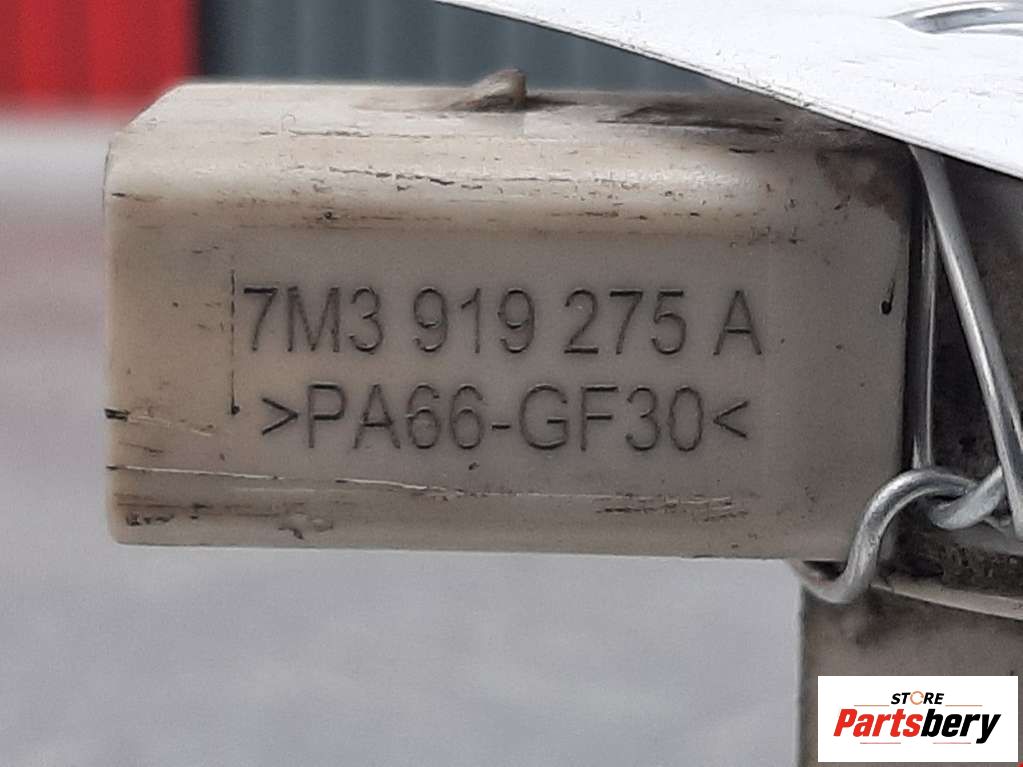 7M3 919 275 A
>PA66-GF30<
STORE
Partsbery